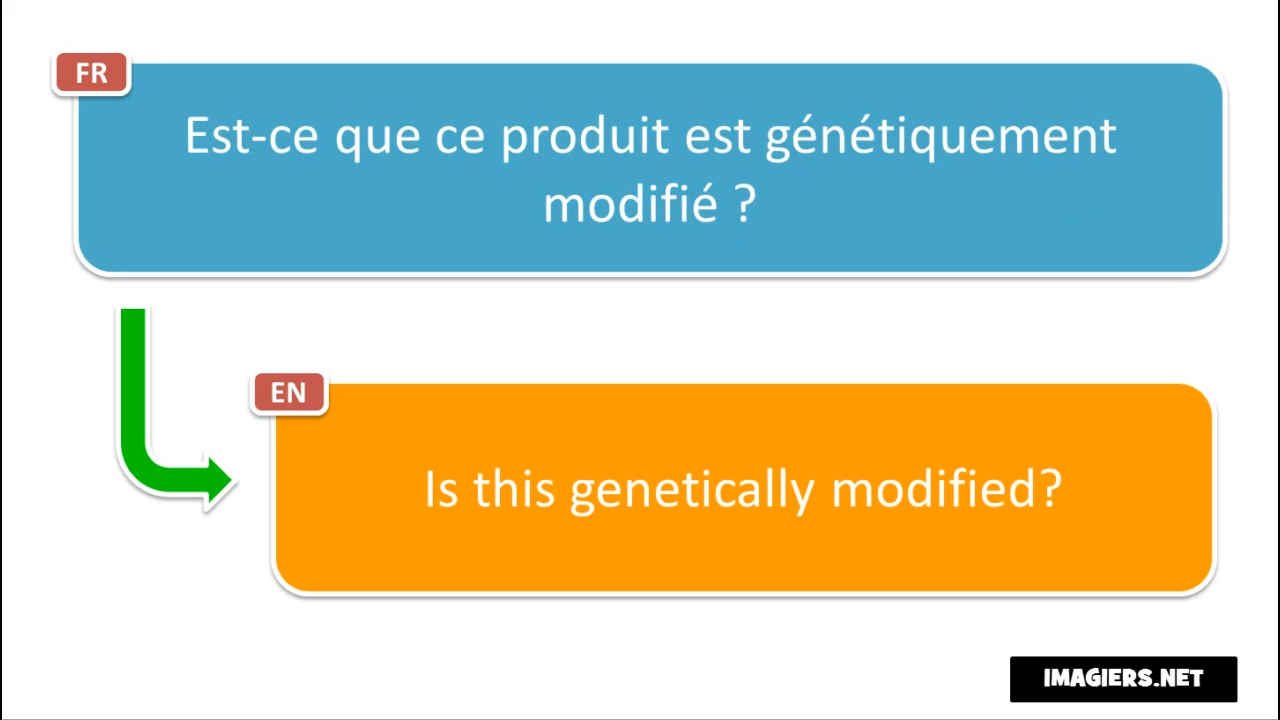 FR
Est-ce que ce produit est génétiquement
modifié ?
EN
Is this genetically modified?
IMAGIERS.NET